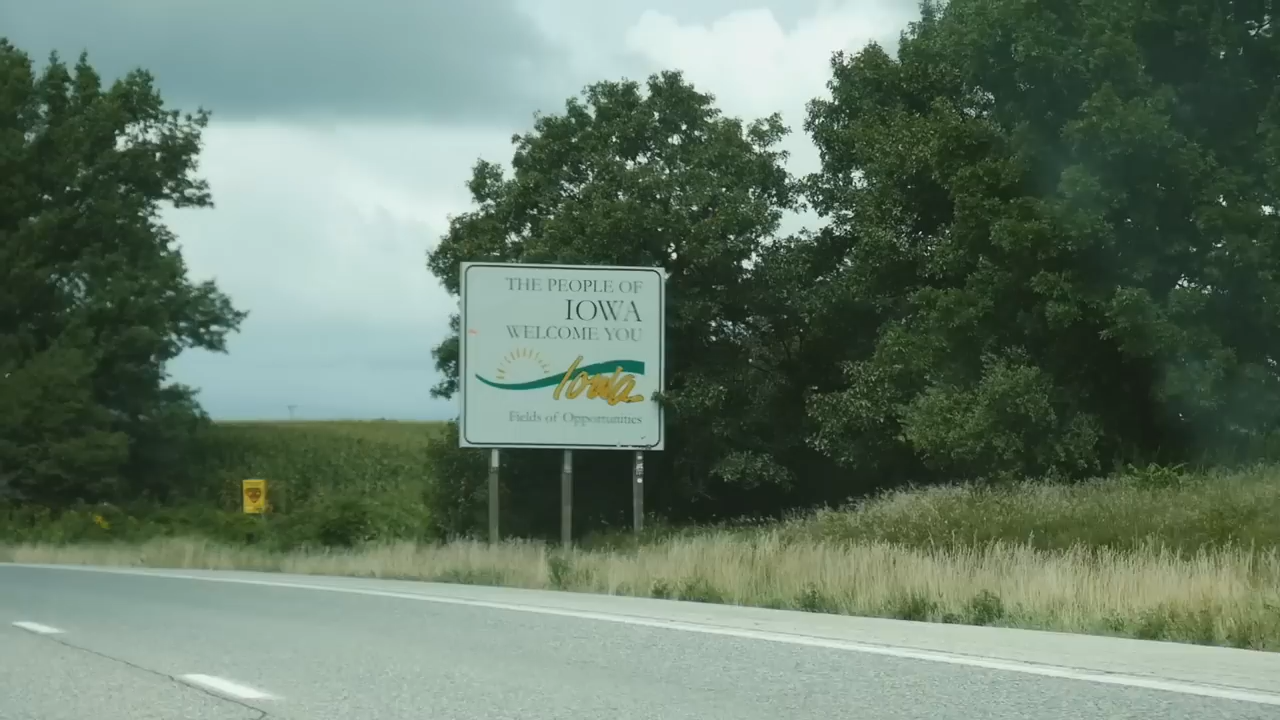 THE PEOPLE OF
IOWA
WELCOME YOU
Iowa
Fields of Opportunities